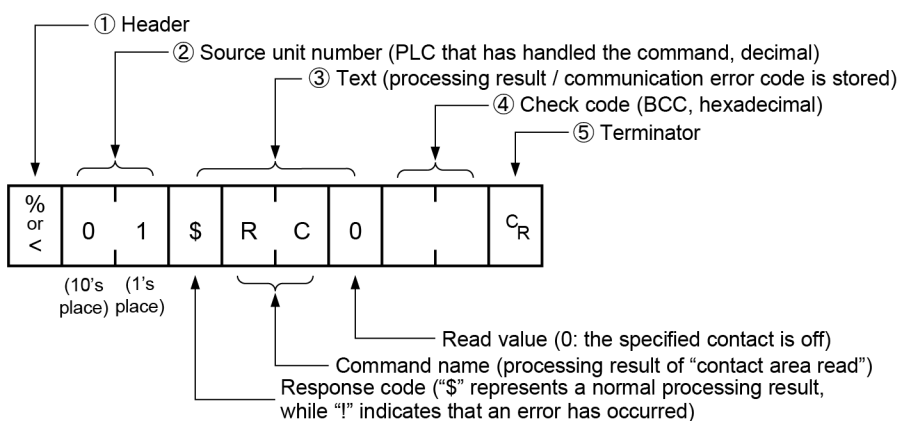 ① Header
② Source unit number (PLC that has handled the command, decimal)
③ Text (processing result / communication error code is stored)
④ Check code (BCC, hexadecimal)
⑤ Terminator
% or < 0 1 $ R C 0 CR
(10's place) (1's place)
Read value (0: the specified contact is off)
Command name (processing result of “contact area read”)
Response code (“$” represents a normal processing result,
while “!” indicates that an error has occurred)